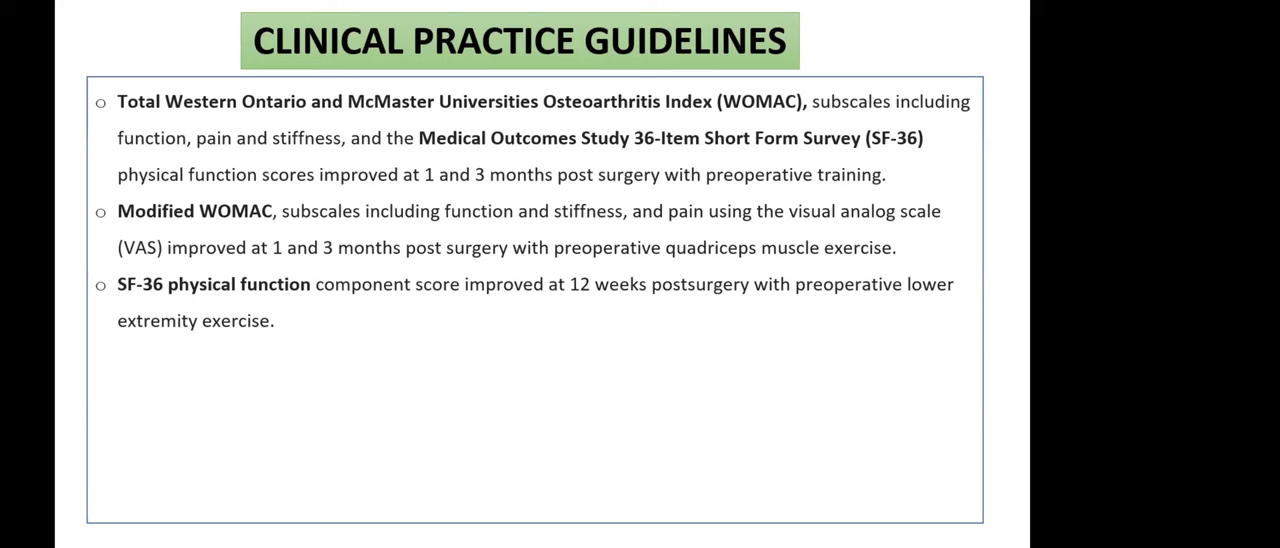 CLINICAL PRACTICE GUIDELINES
o Total Western Ontario and McMaster Universities Osteoarthritis Index (WOMAC), subscales including
function, pain and stiffness, and the Medical Outcomes Study 36-Item Short Form Survey (SF-36)
physical function scores improved at 1 and 3 months post surgery with preoperative training.
o Modified WOMAC, subscales including function and stiffness, and pain using the visual analog scale
(VAS) improved at 1 and 3 months post surgery with preoperative quadriceps muscle exercise.
o SF-36 physical function component score improved at 12 weeks postsurgery with preoperative lower
extremity exercise.